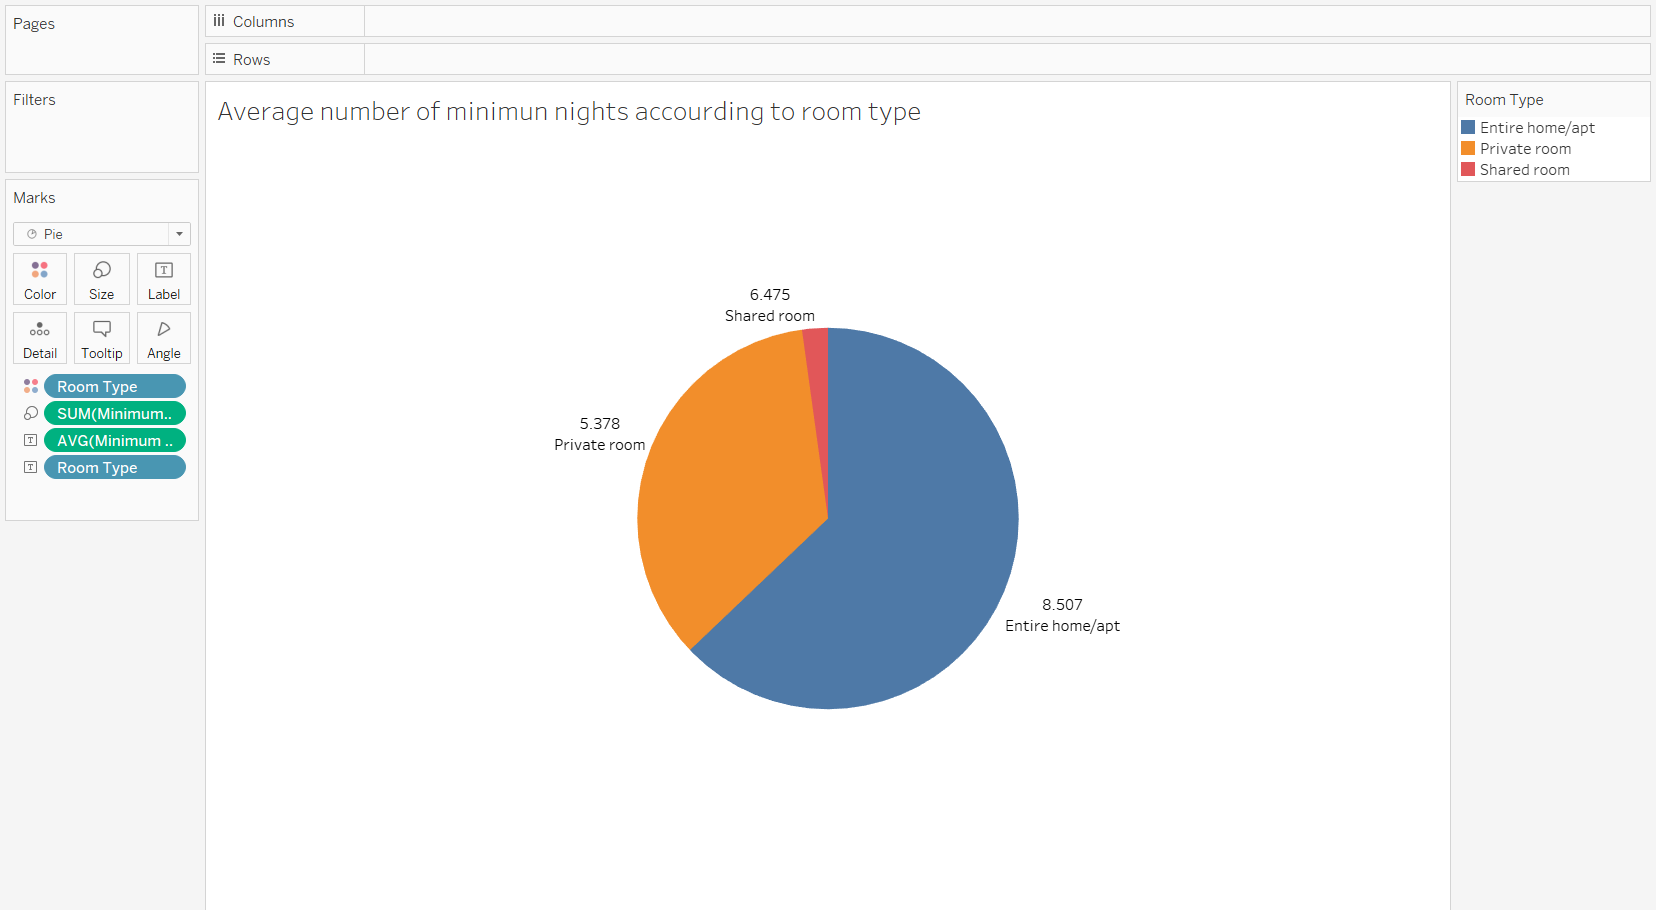 Pages
Columns
Rows
Filters
Marks
Pie
Color
Size
Label
Detail
Tooltip
Angle
Room Type
SUM(Minimum..
AVG(Minimum ..
Room Type
Average number of minimun nights accourding to room type
6.475
Shared room
5.378
Private room
8.507
Entire home/apt
Room Type
Entire home/apt
Private room
Shared room